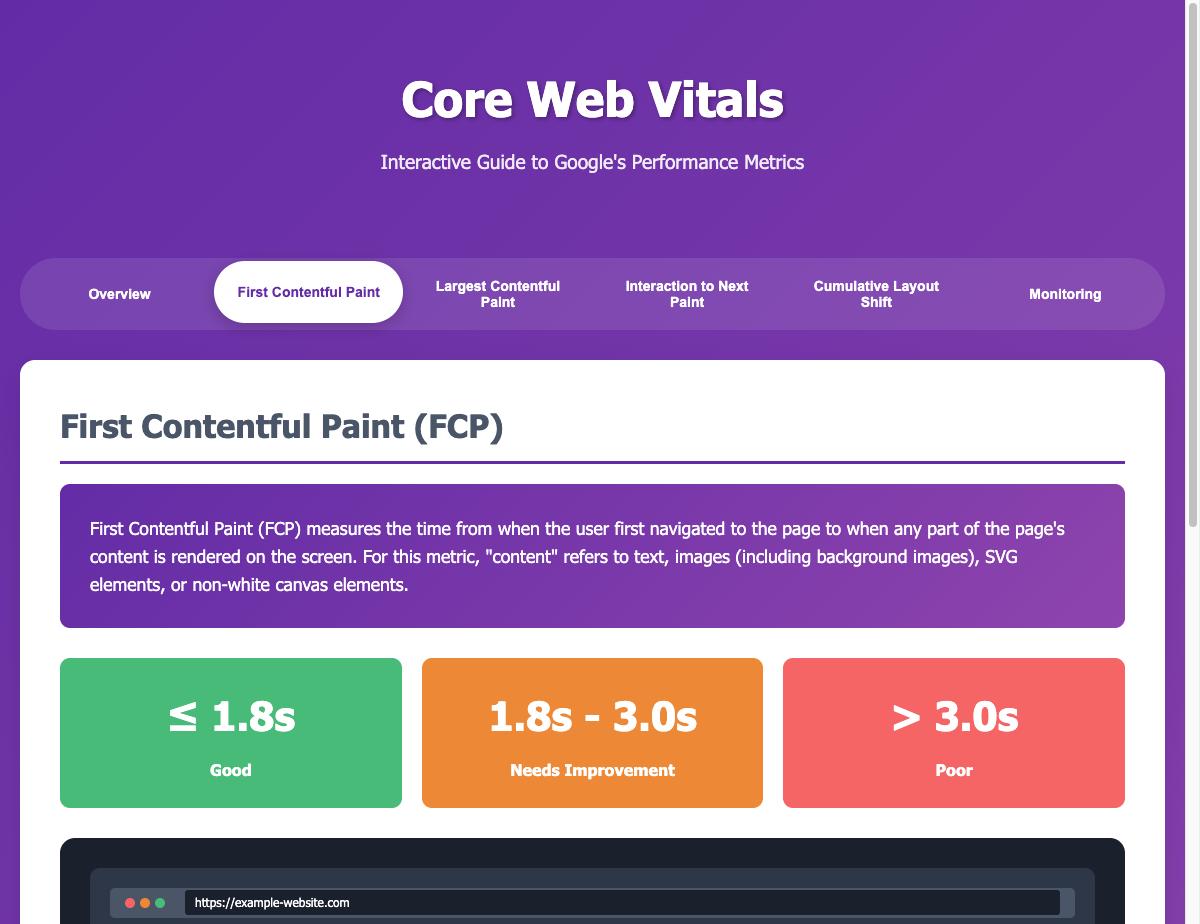 Core Web Vitals
Interactive Guide to Google's Performance Metrics
Overview
First Contentful Paint
Largest Contentful
Paint
Interaction to Next
Paint
Cumulative Layout
Shift
Monitoring
First Contentful Paint (FCP)
First Contentful Paint (FCP) measures the time from when the user first navigated to the page to when any part of the page's
content is rendered on the screen. For this metric, "content" refers to text, images (including background images), SVG
elements, or non-white canvas elements.
≤ 1.8s
Good
1.8s - 3.0s
Needs Improvement
> 3.0s
Poor
https://example-website.com